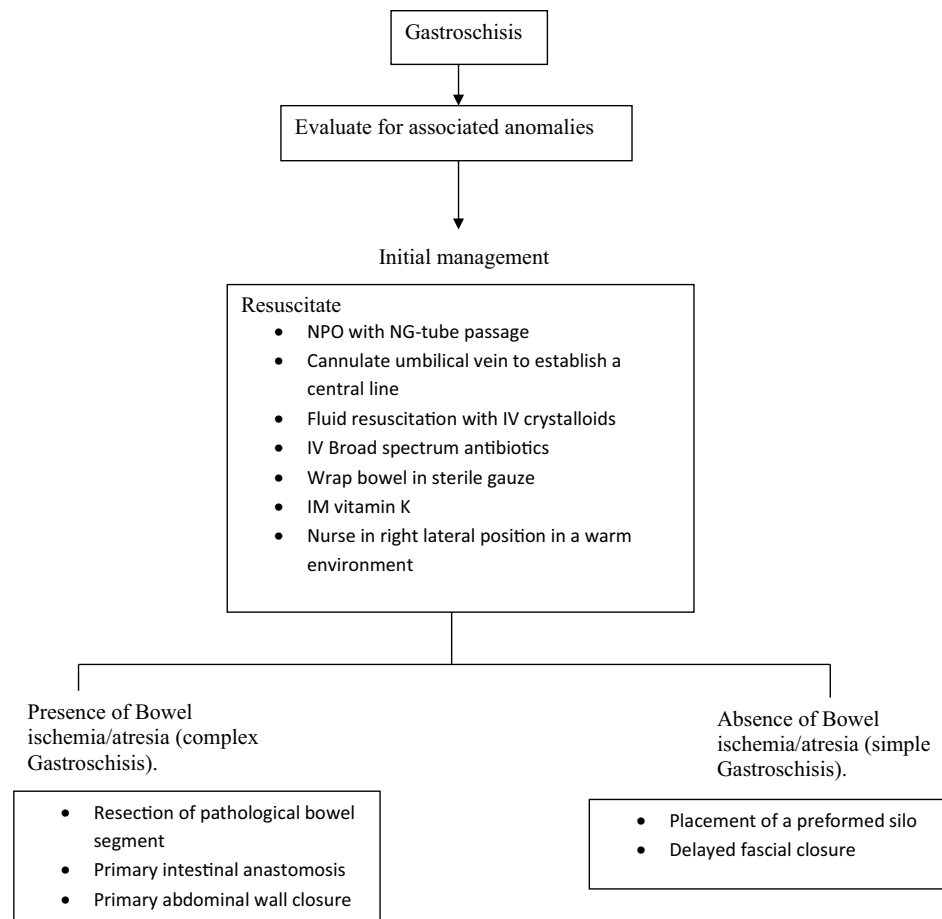 Gastroschisis
Evaluate for associated anomalies
Initial management
Resuscitate
• NPO with NG-tube passage
• Cannulate umbilical vein to establish a
central line
• Fluid resuscitation with IV crystalloids
• IV Broad spectrum antibiotics
• Wrap bowel in sterile gauze
• IM vitamin K
• Nurse in right lateral position in a warm
environment
Presence of Bowel
ischemia/atresia (complex
Gastroschisis).
• Resection of pathological bowel
segment
• Primary intestinal anastomosis
• Primary abdominal wall closure
Absence of Bowel
ischemia/atresia (simple
Gastroschisis).
• Placement of a preformed silo
• Delayed fascial closure